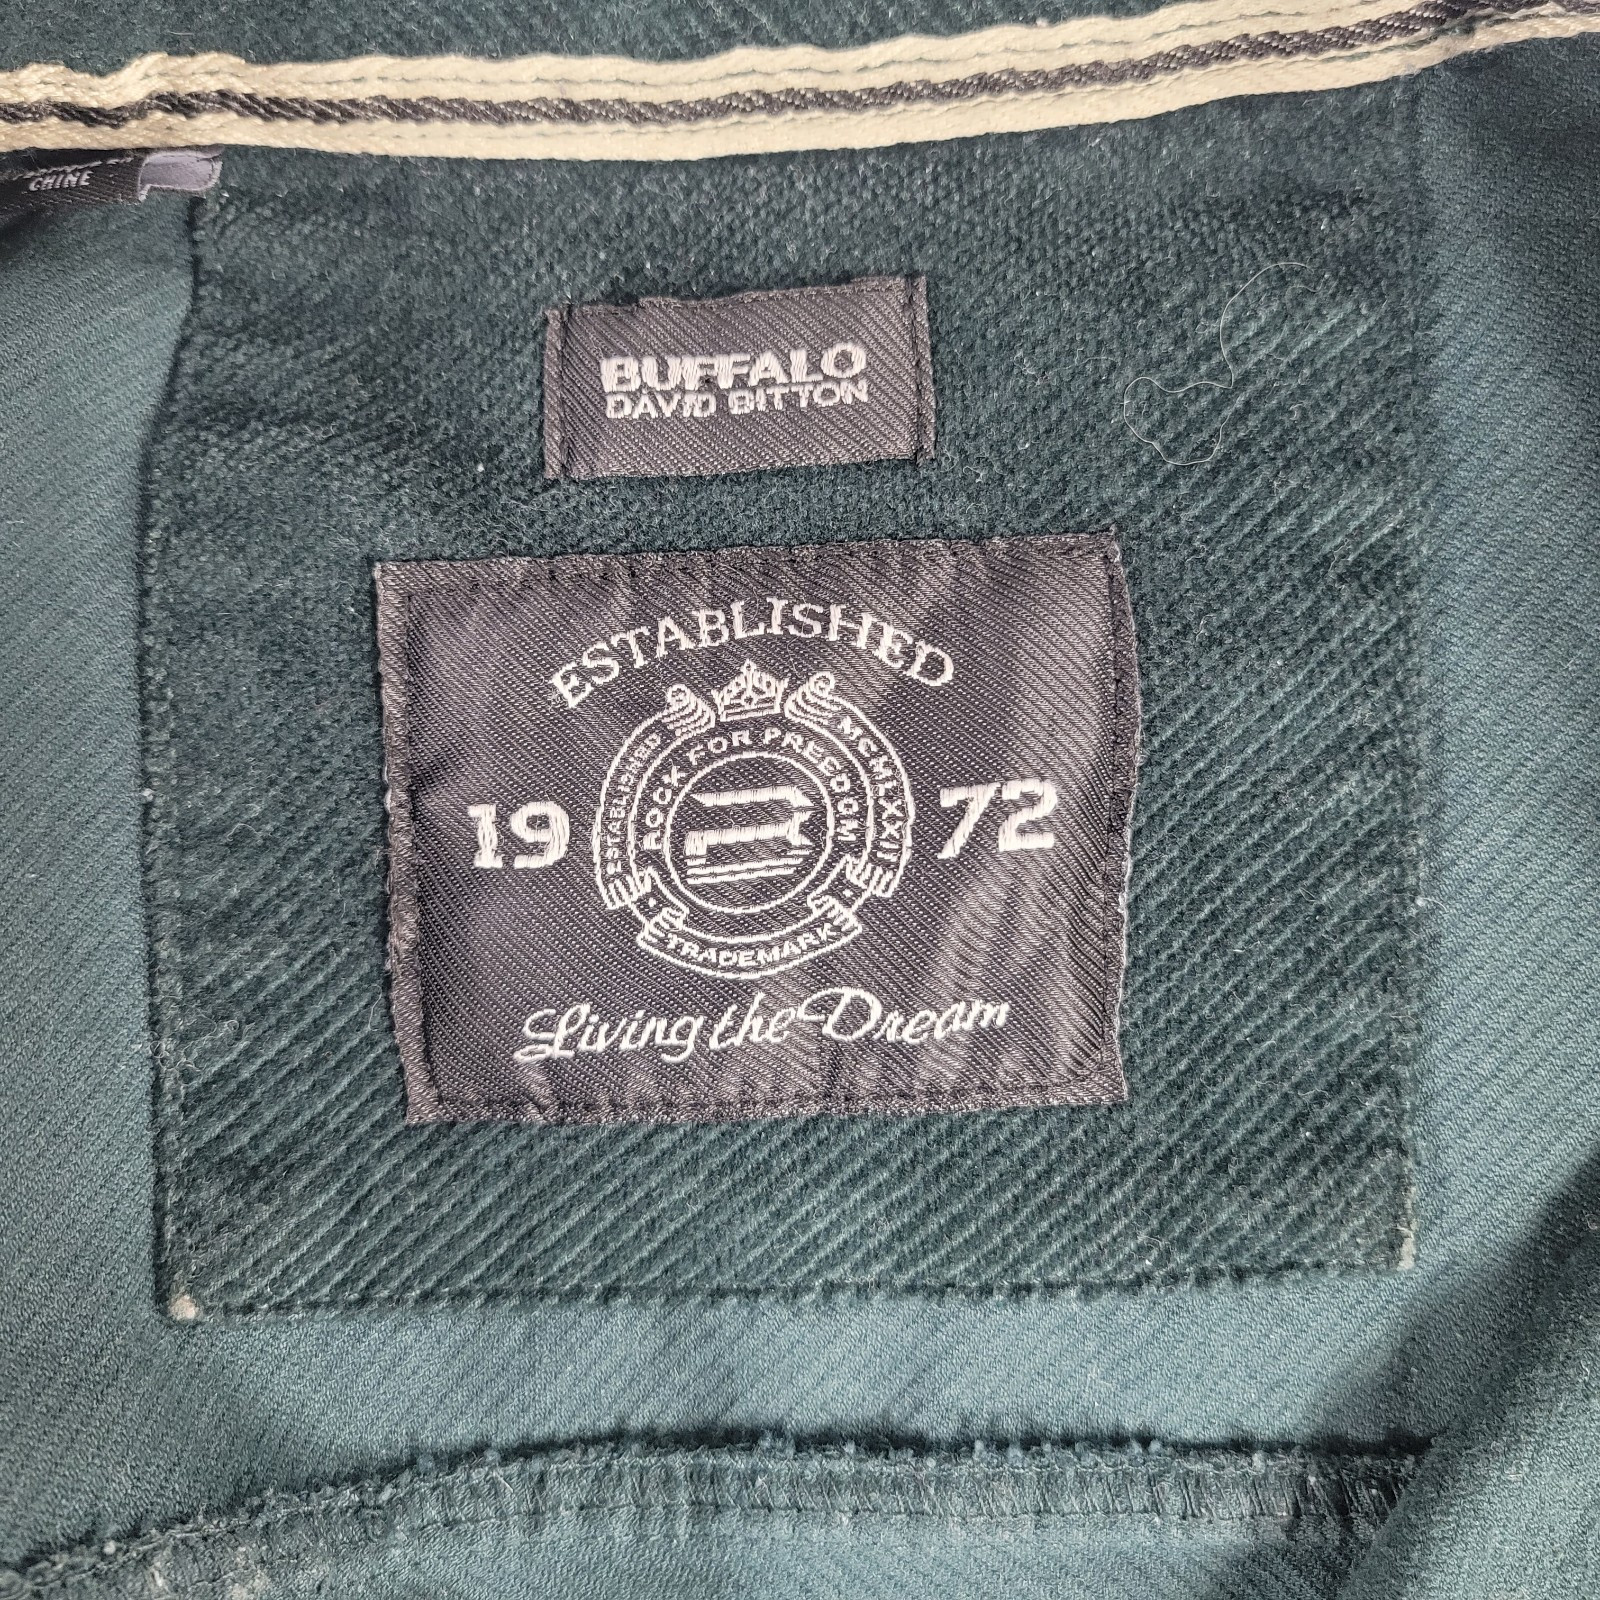 CHINE
BUFFALO
DAVID BITTON
ESTABLISHED
ESTABLISHED MCMLXXII
ROCK FOR FREEDOM
19 72
B
TRADEMARK
Living the Dream